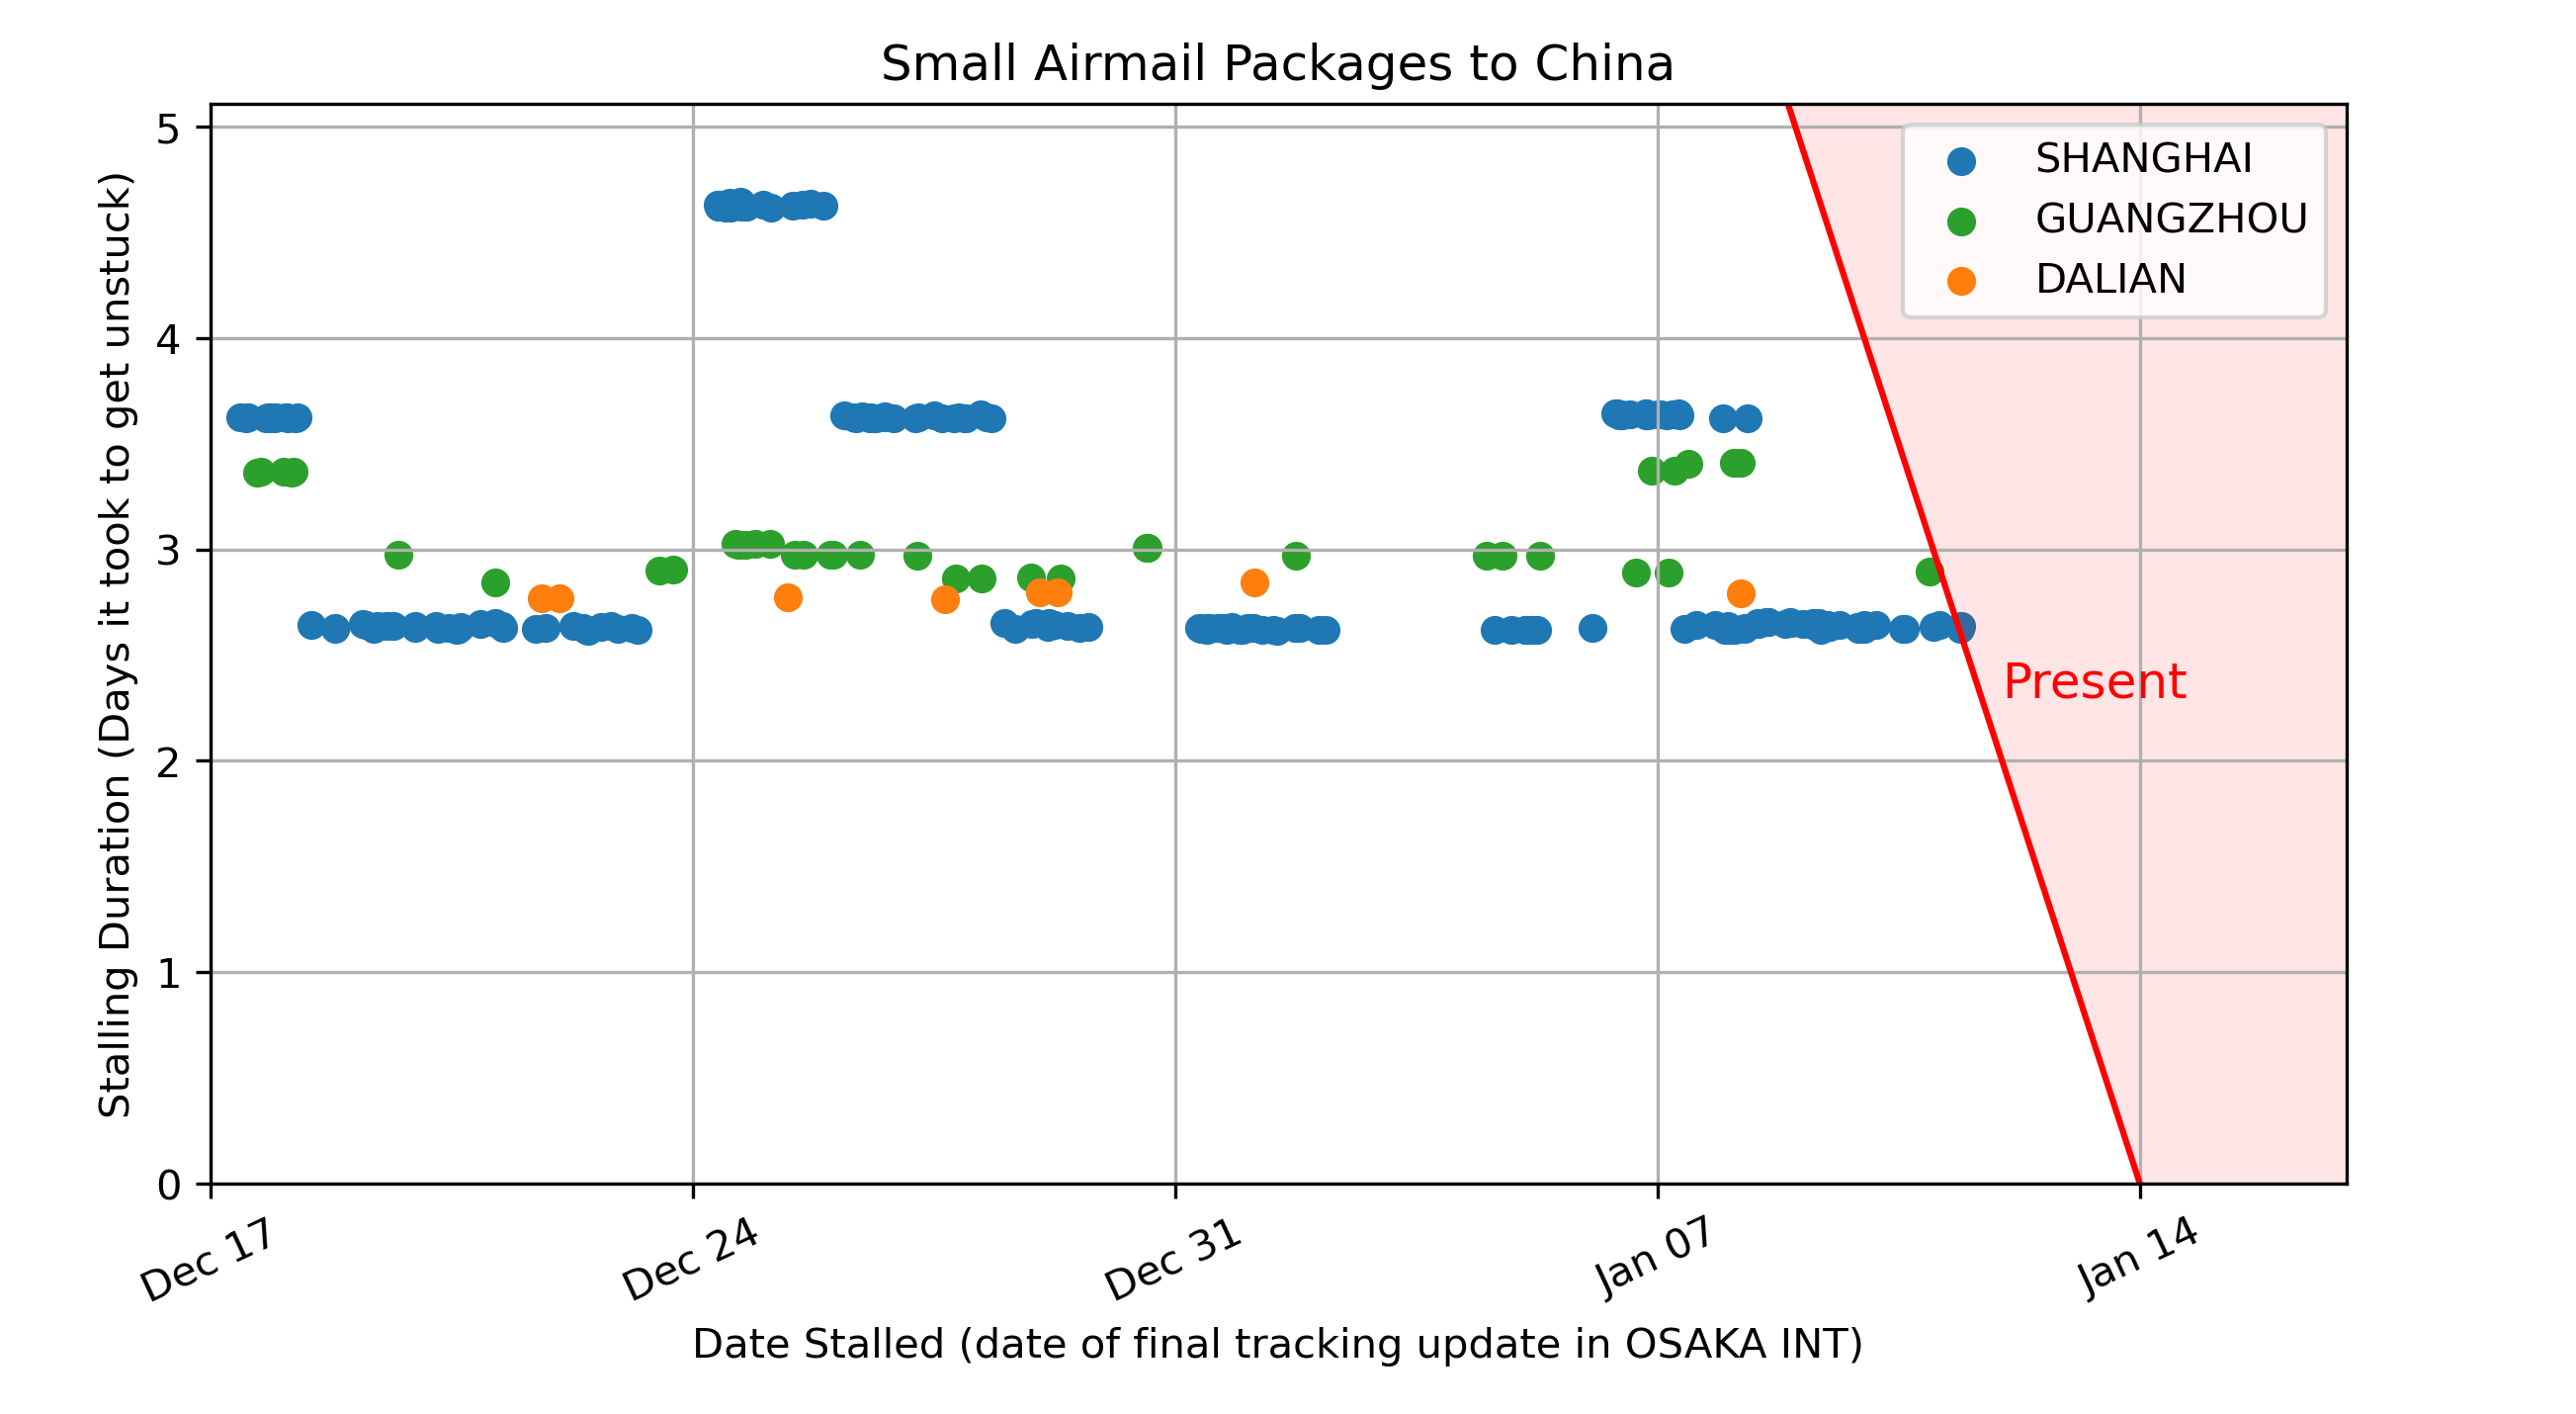 Small Airmail Packages to China
Stalling Duration (Days it took to get unstuck)
5
4
3
2
1
0
SHANGHAI
GUANGZHOU
DALIAN
Present
Dec 17
Dec 24
Dec 31
Jan 07
Jan 14
Date Stalled (date of final tracking update in OSAKA INT)